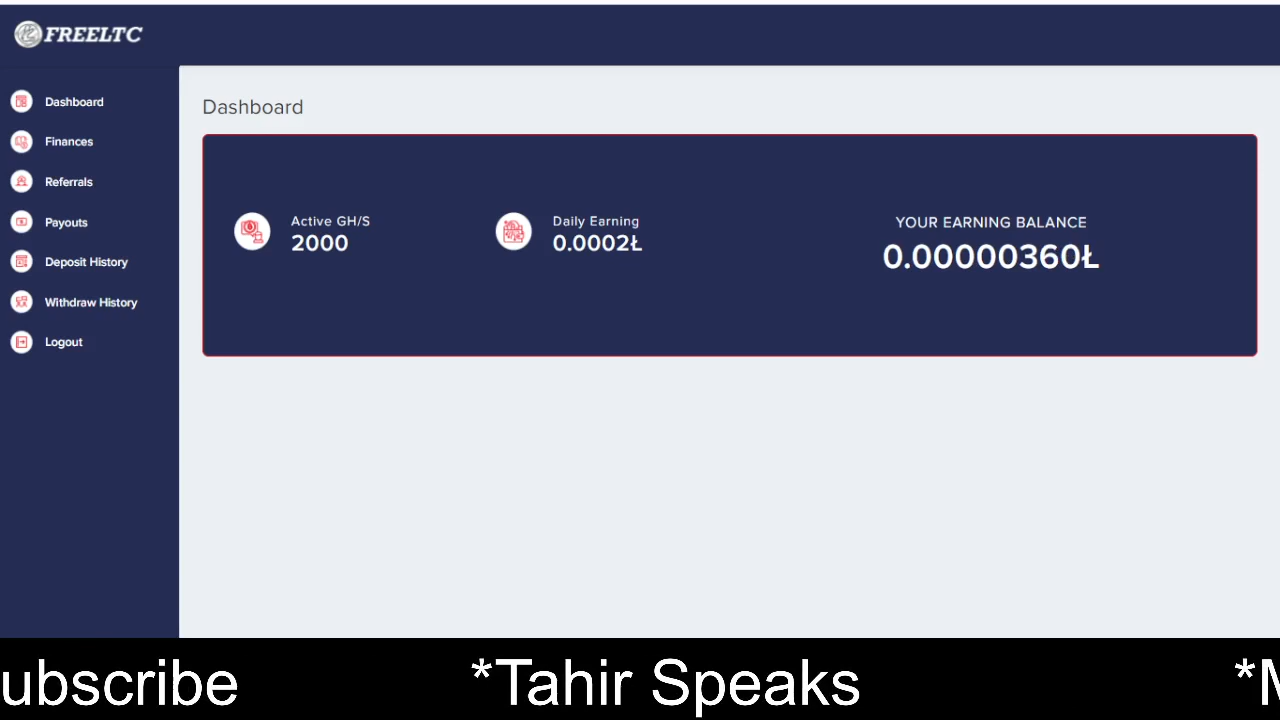 FREELTC
Dashboard
Finances
Referrals
Payouts
Deposit History
Withdraw History
Logout
Dashboard
Active GH/S
2000
Daily Earning
0.0002Ł
YOUR EARNING BALANCE
0.00000360Ł
ubscribe *Tahir Speaks *M